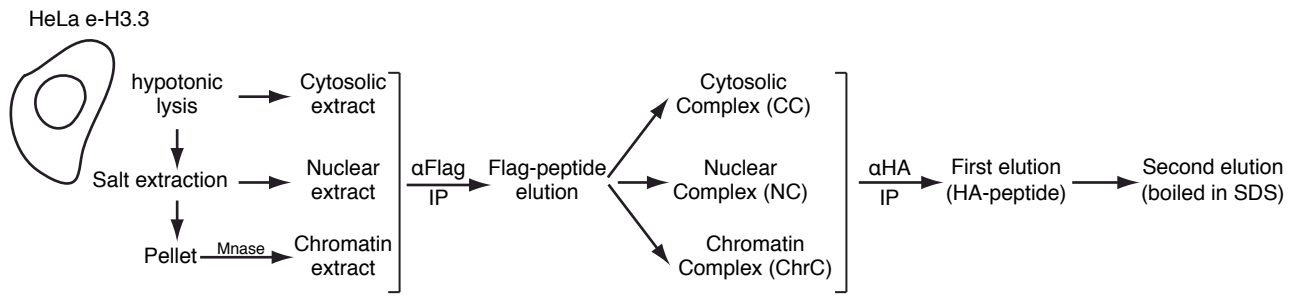 HeLa e-H3.3
hypotonic
lysis
Cytosolic
extract
Salt extraction
Nuclear
extract
Pellet
Mnase
Chromatin
extract
αFlag
IP
Flag-peptide
elution
Cytosolic
Complex (CC)
Nuclear
Complex (NC)
Chromatin
Complex (ChrC)
αHA
IP
First elution
(HA-peptide)
Second elution
(boiled in SDS)